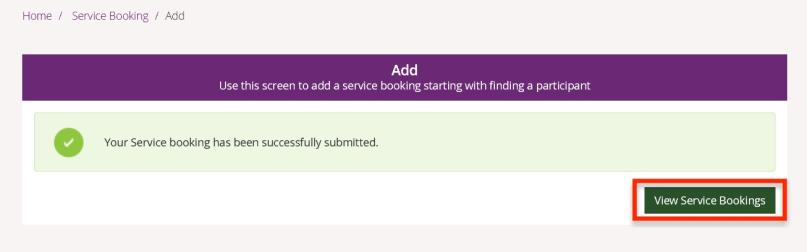 Home / Service Booking / Add
Add
Use this screen to add a service booking starting with finding a participant
Your Service booking has been successfully submitted.
View Service Bookings